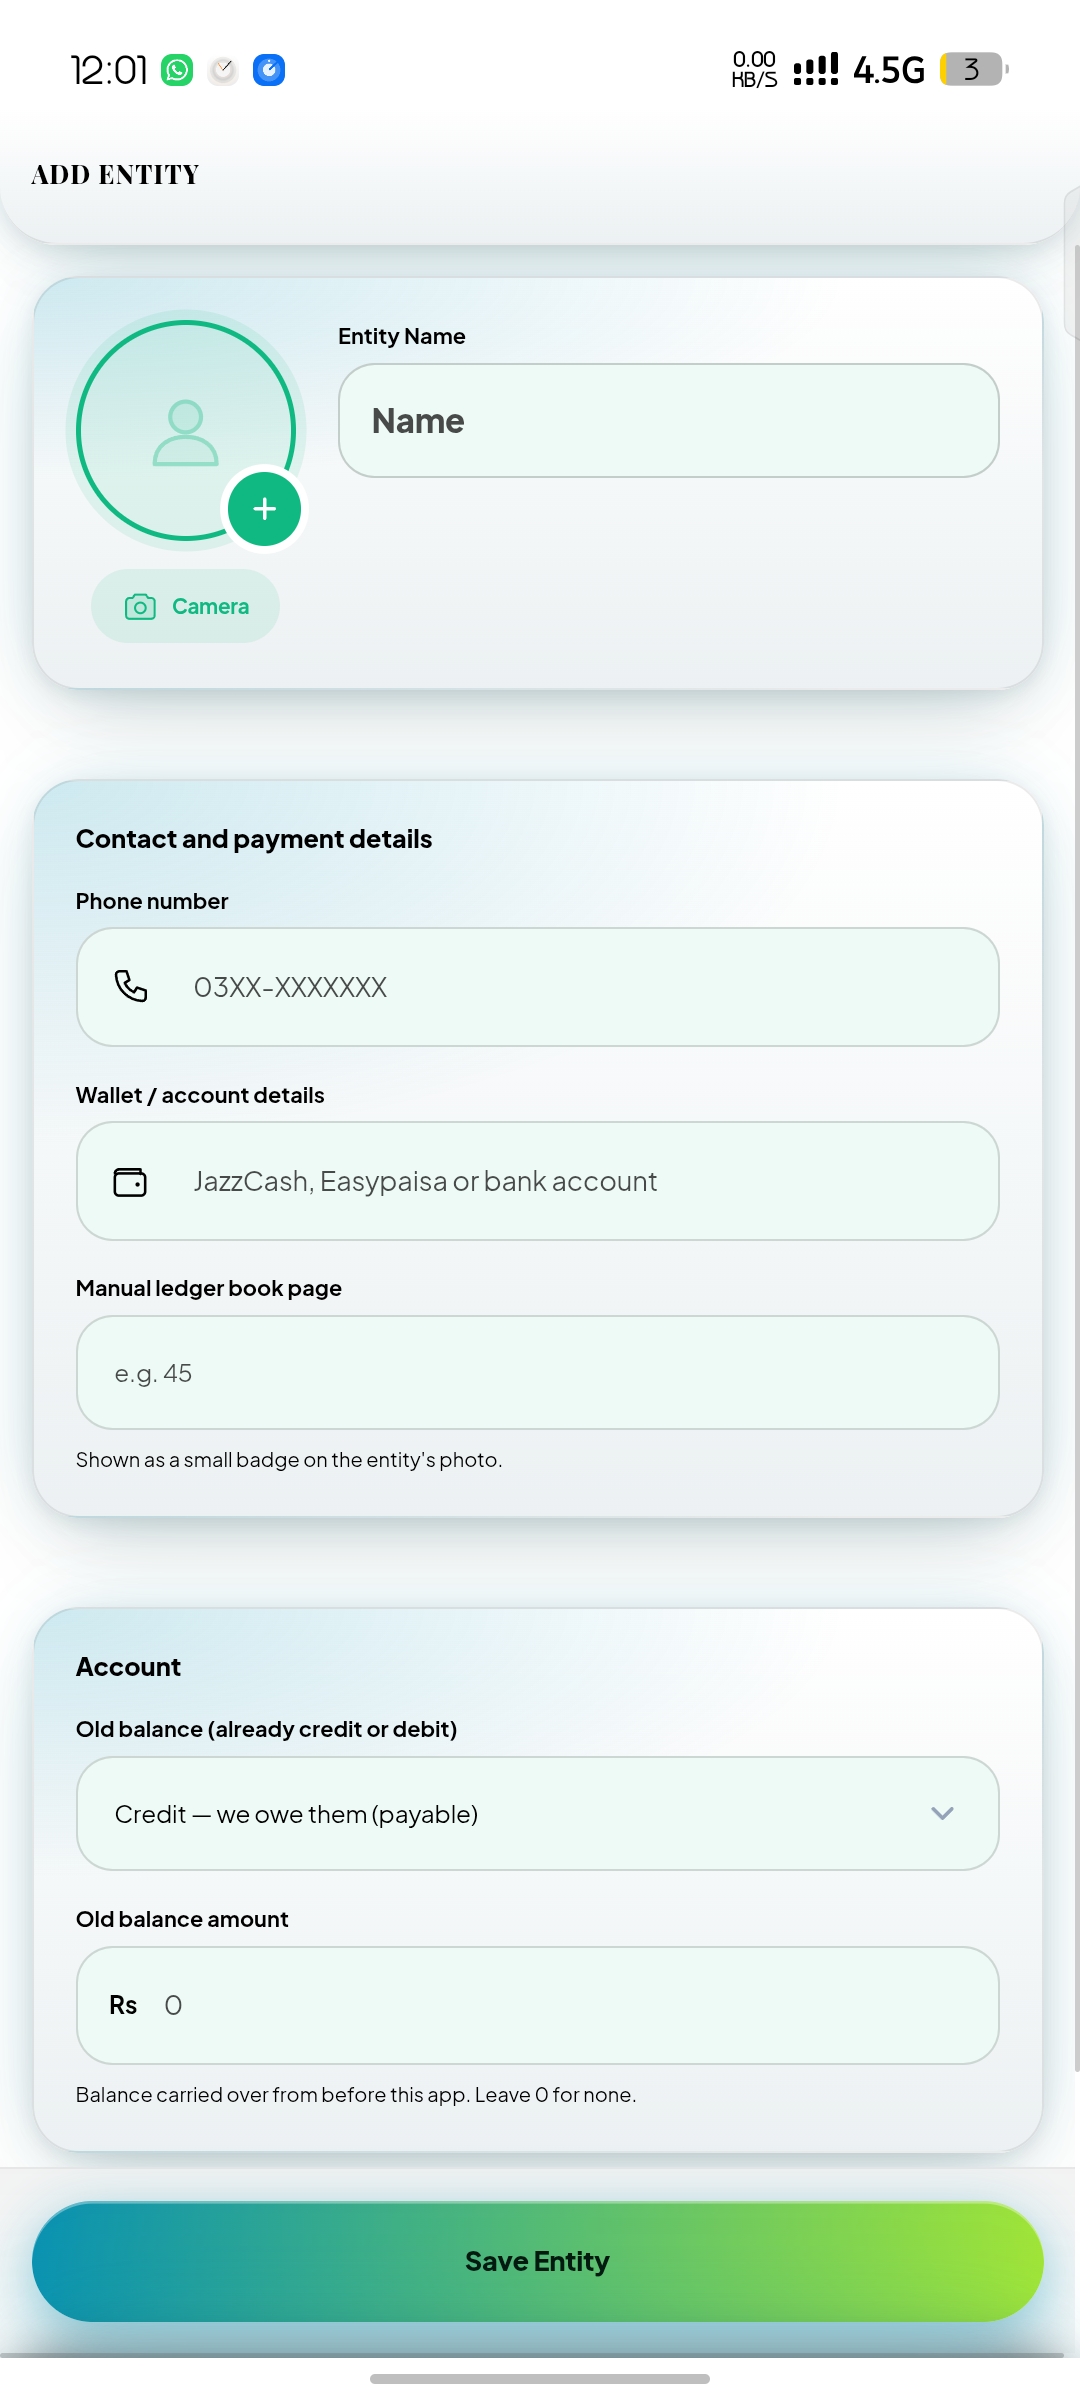 12:01
0.00
KB/S
4.5G
3
ADD ENTITY
Entity Name
Name
Camera
Contact and payment details
Phone number
03XX-XXXXXXX
Wallet / account details
JazzCash, Easypaisa or bank account
Manual ledger book page
e.g. 45
Shown as a small badge on the entity's photo.
Account
Old balance (already credit or debit)
Credit — we owe them (payable)
Old balance amount
Rs 0
Balance carried over from before this app. Leave 0 for none.
Save Entity